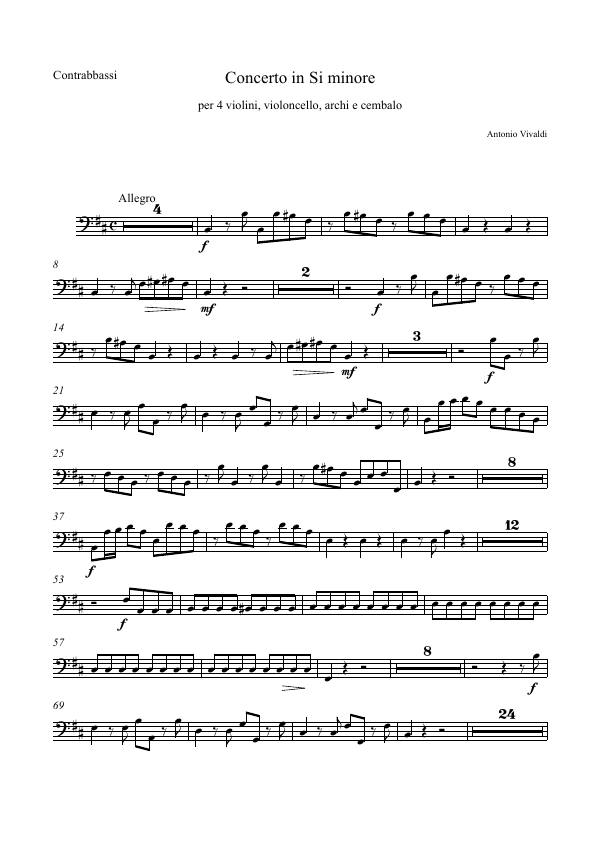 Contrabbassi
Concerto in Si minore
per 4 violini, violoncello, archi e cembalo
Antonio Vivaldi
Allegro
4
f
8
2
mf
f
14
3
mf
f
21
25
8
37
12
f
53
f
57
8
f
69
24